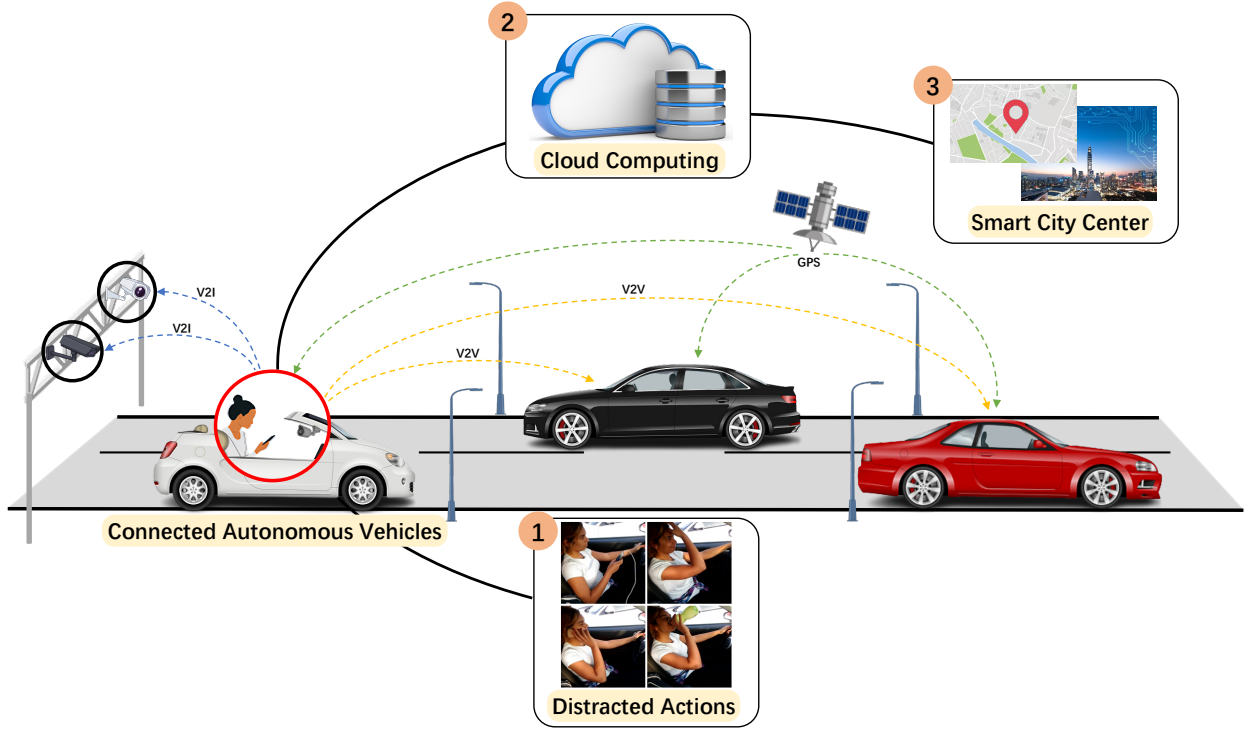 2
Cloud Computing
3
Smart City Center
GPS
V2I
V2I
V2V
V2V
Connected Autonomous Vehicles
1
Distracted Actions